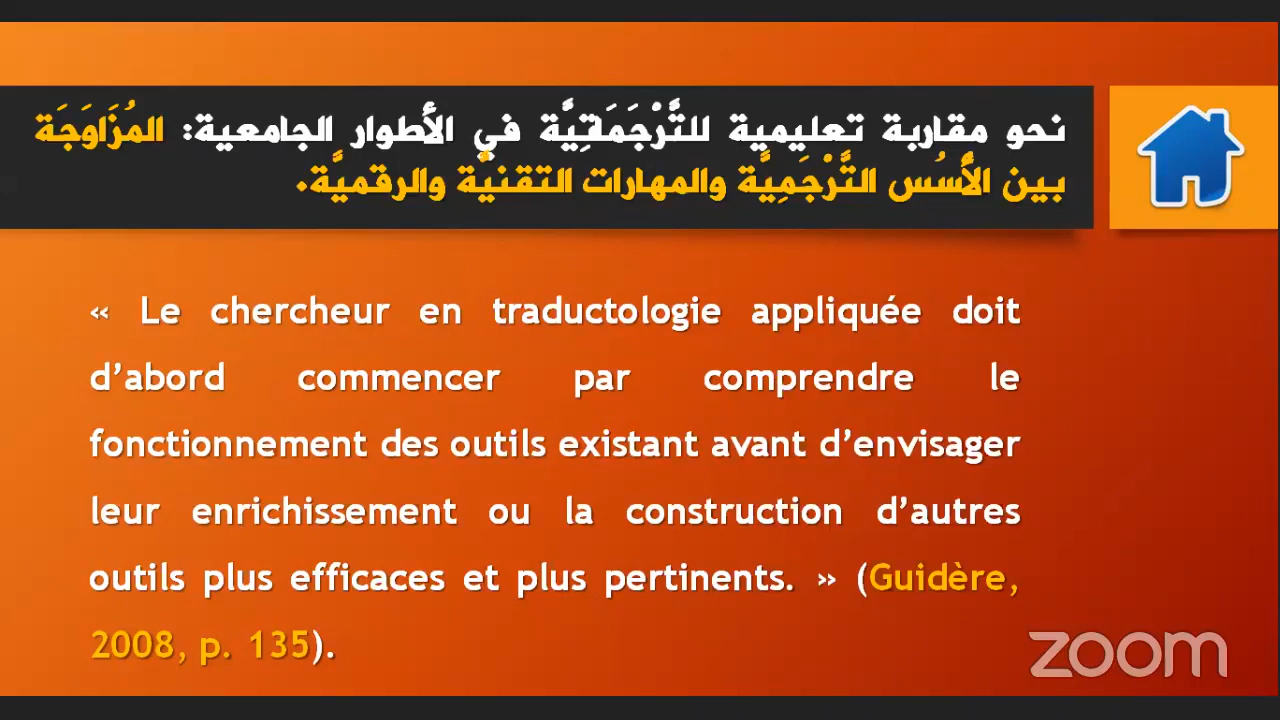 نحو مقاربة تعليمية للتَّرْجَمَاتِيَّة في الأطوار الجامعية: المُزَاوَجَة
بين الأُسُس التَّرْجَمِيَّة والمهارات التقنيَّة والرقميَّة.
« Le chercheur en traductologie appliquée doit
d’abord commencer par comprendre le
fonctionnement des outils existant avant d’envisager
leur enrichissement ou la construction d’autres
outils plus efficaces et plus pertinents. » (Guidère,
2008, p. 135).
zoom